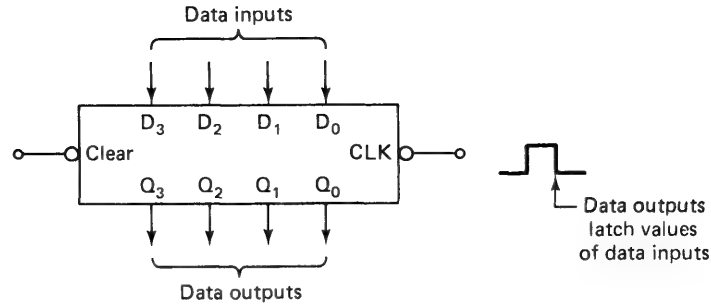 Data inputs
D3 D2 D1 D0
Clear CLK
Q3 Q2 Q1 Q0
Data outputs
Data outputs
latch values
of data inputs